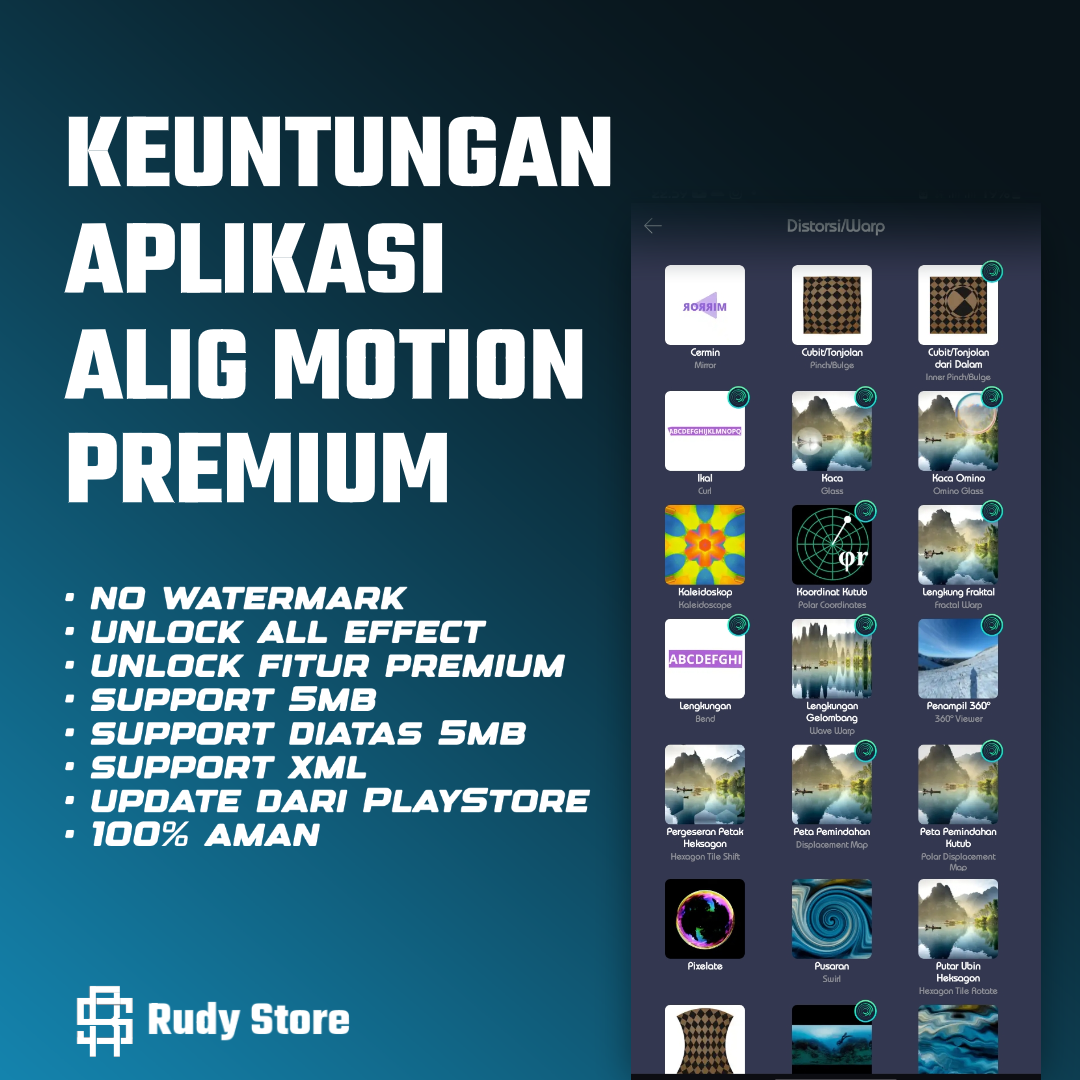 KEUNTUNGAN
APLIKASI
ALIG MOTION
PREMIUM
• NO WATERMARK
• UNLOCK ALL EFFECT
• UNLOCK FITUR PREMIUM
• SUPPORT 5MB
• SUPPORT DIATAS 5MB
• SUPPORT XML
• UPDATE DARI PLAYSTORE
• 100% AMAN
Rudy Store
Distorsi/Warp
MIRROR
Cermin
Mirror
Cubit/Tonjolan
Pinch/Bulge
Cubit/Tonjolan
dari Dalam
Inner Pinch/Bulge
ABCDEFGHIJKLMNOPQ
Ikal
Curl
Kaca
Glass
Kaca Omino
Omino Glass
Kaleidoskop
Kaleidoscope
φr
Koordinat Kutub
Polar Coordinates
Lengkung Fraktal
Fractal Warp
ABCDEFGHI
Lengkungan
Bend
Lengkungan
Gelombang
Wave Warp
Penampil 360°
360° Viewer
Pergeseran Petak
Heksagon
Hexagon Tile Shift
Peta Pemindahan
Displacement Map
Peta Pemindahan
Kutub
Polar Displacement
Map
Pixelate
Pusaran
Swirl
Putar Ubin
Heksagon
Hexagon Tile Rotate